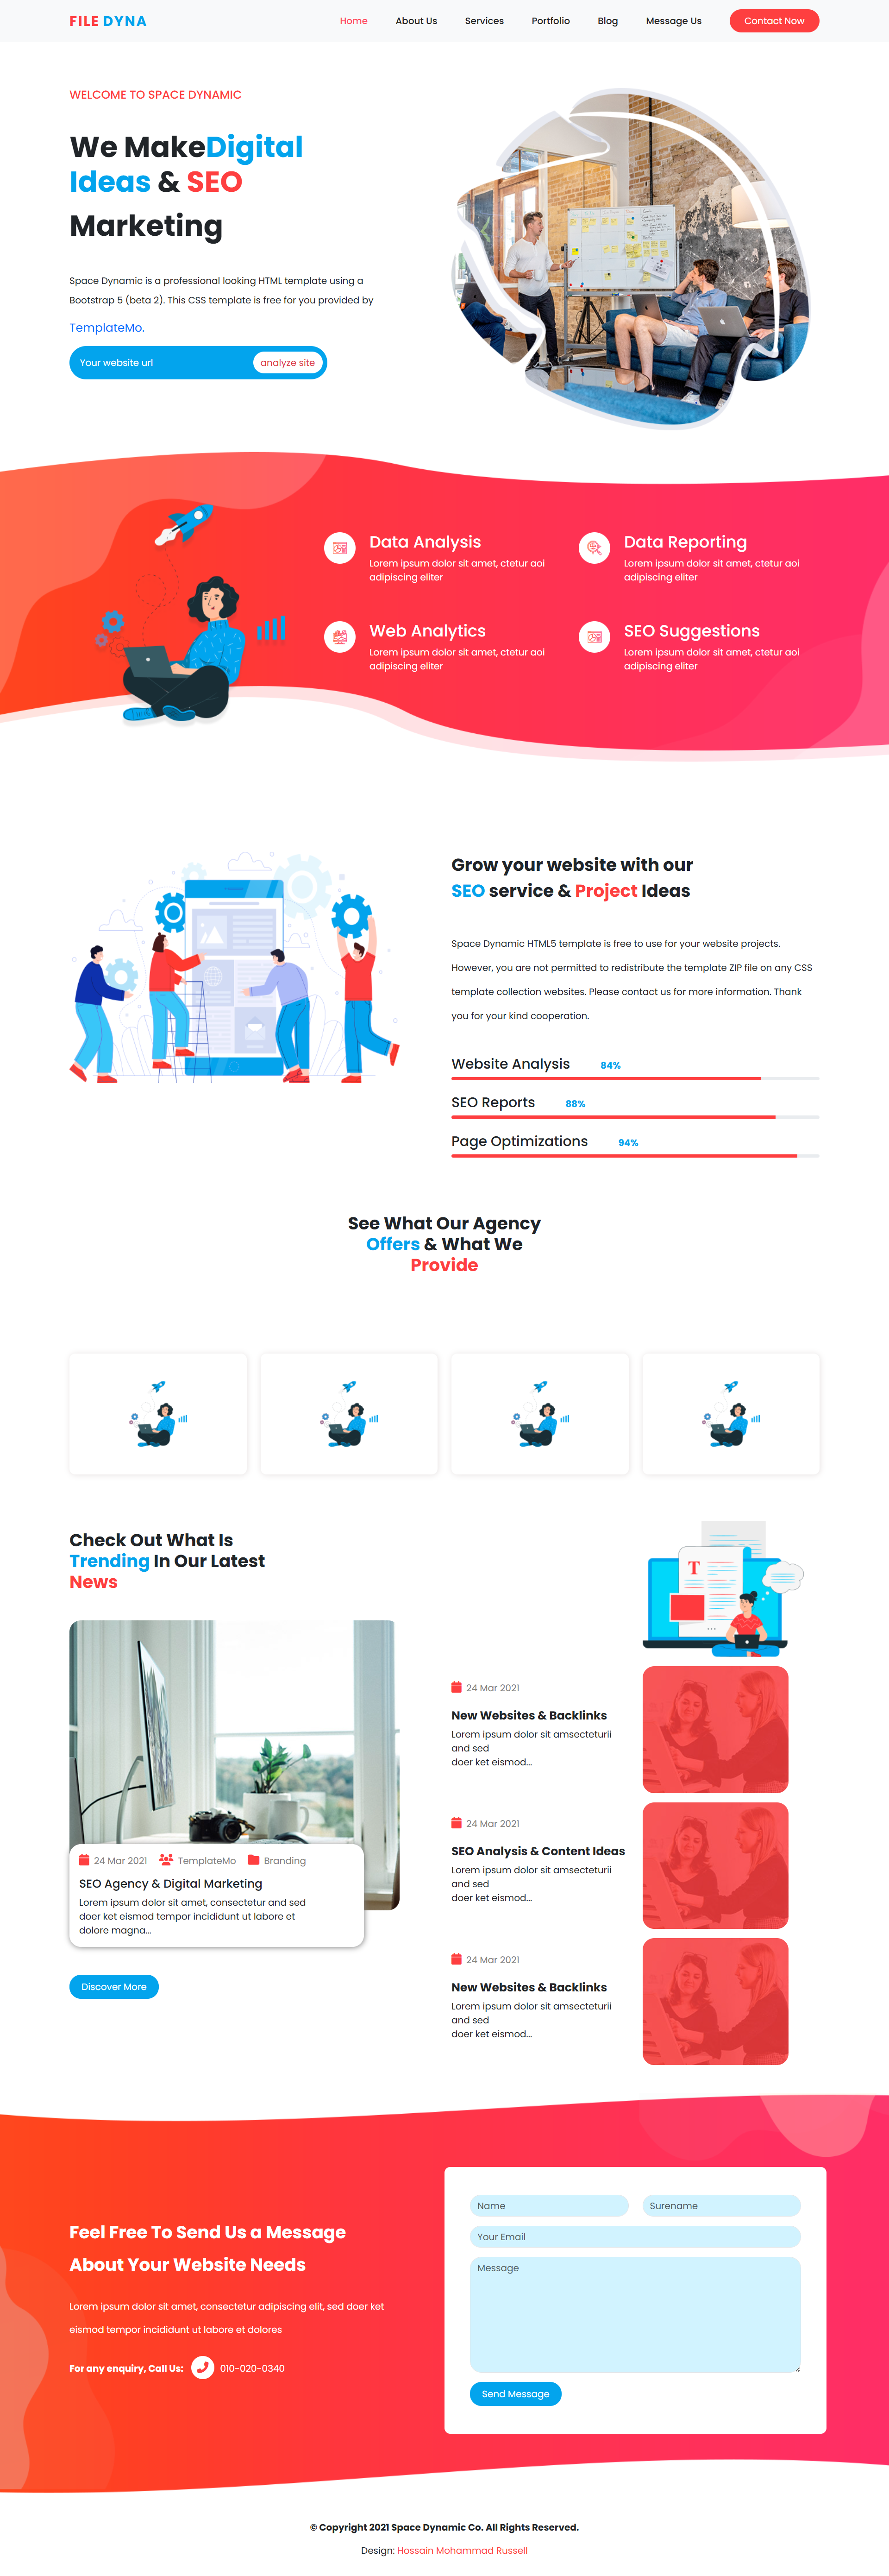 FILE DYNA
Home
About Us
Services
Portfolio
Blog
Message Us
Contact Now
WELCOME TO SPACE DYNAMIC
We MakeDigital
Ideas & SEO
Marketing
Space Dynamic is a professional looking HTML template using a
Bootstrap 5 (beta 2). This CSS template is free for you provided by
TemplateMo.
Your website url
analyze site
Data Analysis
Lorem ipsum dolor sit amet, ctetur aoi
adipiscing eliter
Data Reporting
Lorem ipsum dolor sit amet, ctetur aoi
adipiscing eliter
Web Analytics
Lorem ipsum dolor sit amet, ctetur aoi
adipiscing eliter
SEO Suggestions
Lorem ipsum dolor sit amet, ctetur aoi
adipiscing eliter
Grow your website with our
SEO service & Project Ideas
Space Dynamic HTML5 template is free to use for your website projects.
However, you are not permitted to redistribute the template ZIP file on any CSS
template collection websites. Please contact us for more information. Thank
you for your kind cooperation.
Website Analysis 84%
SEO Reports 88%
Page Optimizations 94%
See What Our Agency
Offers & What We
Provide
Check Out What Is
Trending In Our Latest
News
T
24 Mar 2021 TemplateMo Branding
SEO Agency & Digital Marketing
Lorem ipsum dolor sit amet, consectetur and sed
doer ket eismod tempor incididunt ut labore et
dolore magna...
Discover More
24 Mar 2021
New Websites & Backlinks
Lorem ipsum dolor sit amsecteturii
and sed
doer ket eismod...
24 Mar 2021
SEO Analysis & Content Ideas
Lorem ipsum dolor sit amsecteturii
and sed
doer ket eismod...
24 Mar 2021
New Websites & Backlinks
Lorem ipsum dolor sit amsecteturii
and sed
doer ket eismod...
Feel Free To Send Us a Message
About Your Website Needs
Lorem ipsum dolor sit amet, consectetur adipiscing elit, sed doer ket
eismod tempor incididunt ut labore et dolores
For any enquiry, Call Us: 010-020-0340
Name
Surename
Your Email
Message
Send Message
© Copyright 2021 Space Dynamic Co. All Rights Reserved.
Design: Hossain Mohammad Russell